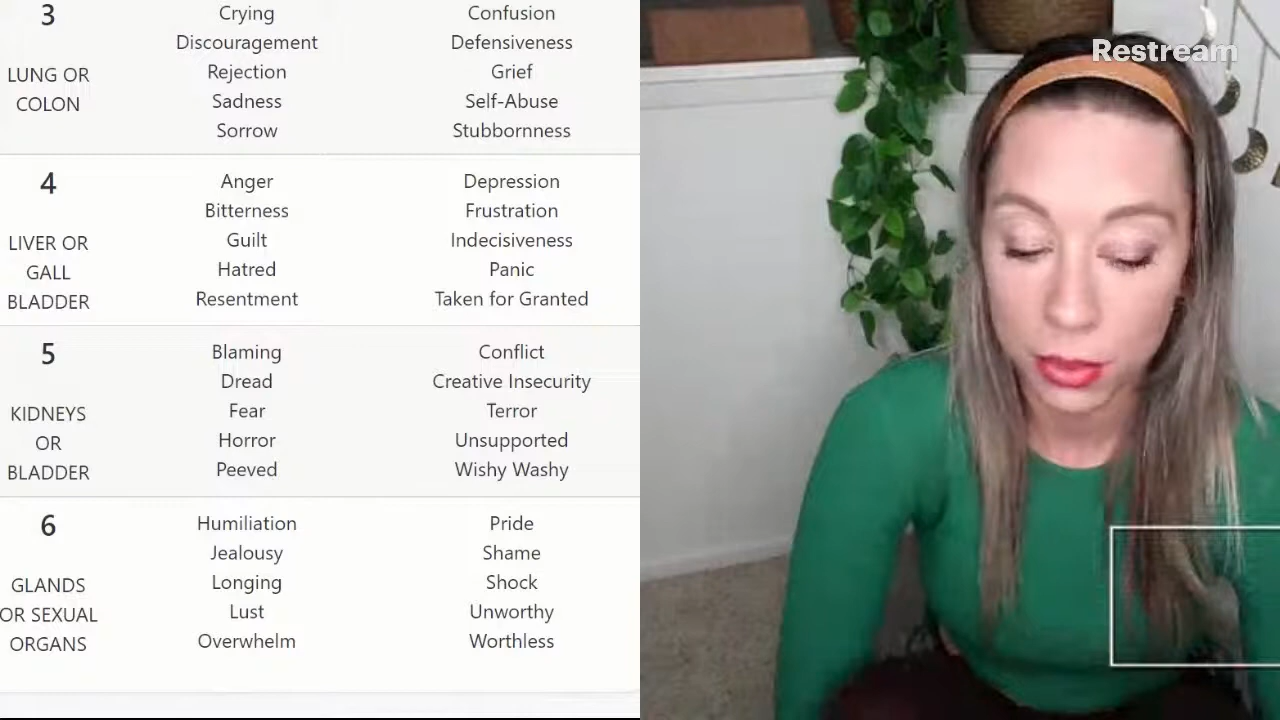 3
LUNG OR
COLON
Crying
Discouragement
Rejection
Sadness
Sorrow
Confusion
Defensiveness
Grief
Self-Abuse
Stubbornness
4
LIVER OR
GALL
BLADDER
Anger
Bitterness
Guilt
Hatred
Resentment
Depression
Frustration
Indecisiveness
Panic
Taken for Granted
5
KIDNEYS
OR
BLADDER
Blaming
Dread
Fear
Horror
Peeved
Conflict
Creative Insecurity
Terror
Unsupported
Wishy Washy
6
GLANDS
OR SEXUAL
ORGANS
Humiliation
Jealousy
Longing
Lust
Overwhelm
Pride
Shame
Shock
Unworthy
Worthless
Restream